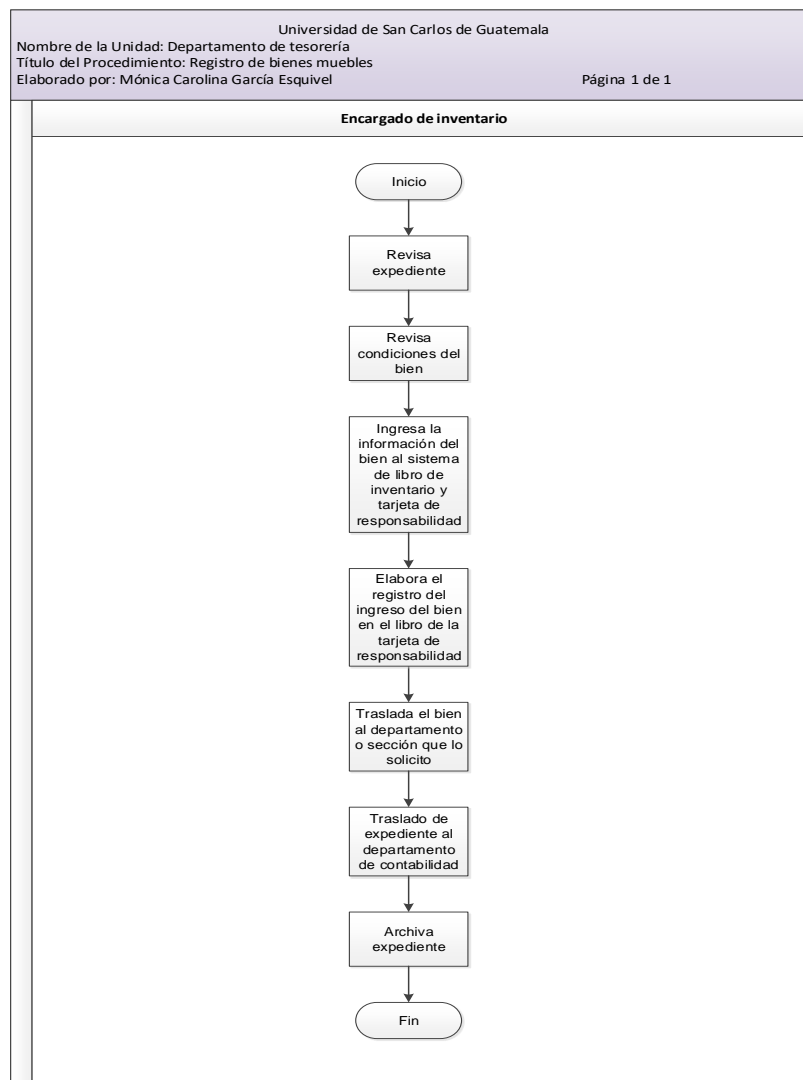 Universidad de San Carlos de Guatemala
Nombre de la Unidad: Departamento de tesorería
Título del Procedimiento: Registro de bienes muebles
Elaborado por: Mónica Carolina García Esquivel Página 1 de 1
Encargado de inventario
Inicio
Revisa
expediente
Revisa
condiciones del
bien
Ingresa la
información del
bien al sistema
de libro de
inventario y
tarjeta de
responsabilidad
Elabora el
registro del
ingreso del bien
en el libro de la
tarjeta de
responsabilidad
Traslada el bien
al departamento
o sección que lo
solicito
Traslado de
expediente al
departamento
de contabilidad
Archiva
expediente
Fin